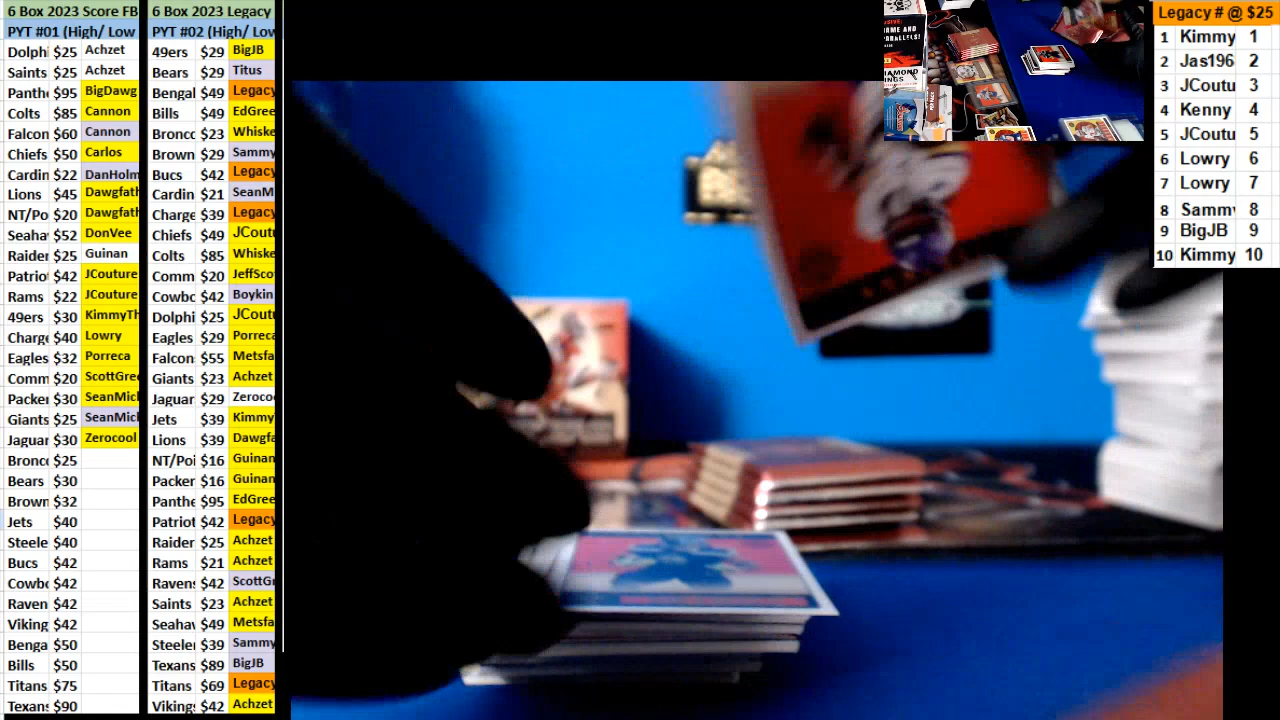 6 Box 2023 Score FB
PYT #01 (High/ Low
Dolphi $25 Achzet
Saints $25 Achzet
Panthe $95 BigDawg
Colts $85 Cannon
Falcon $60 Cannon
Chiefs $50 Carlos
Cardin $22 DanHolm
Lions $45 Dawgfath
NT/Po $20 Dawgfath
Seaha $52 DonVee
Raider $25 Guinan
Patriot $42 JCouture
Rams $22 JCouture
49ers $30 KimmyTh
Charge $40 Lowry
Eagles $32 Porreca
Comm $20 ScottGree
Packer $30 SeanMich
Giants $25 SeanMich
Jaguar $30 Zerocool
Bronco $25
Bears $30
Brown $32
Jets $40
Steele $40
Bucs $42
Cowbo $42
Raven $42
Viking $42
Benga $50
Bills $50
Titans $75
Texans $90
6 Box 2023 Legacy
PYT #02 (High/ Low
49ers $29 BigJB
Bears $29 Titus
Bengal $49 Legacy
Bills $49 EdGree
Bronco $23 Whiske
Brown $29 Sammy
Bucs $42 Legacy
Cardin $21 SeanM
Charge $39 Legacy
Chiefs $49 JCout
Colts $85 Whiske
Comm $20 JeffSco
Cowbo $42 Boykin
Dolphi $25 JCout
Eagles $29 Porreca
Falcon $55 Metsfa
Giants $23 Achzet
Jaguar $29 Zeroco
Jets $39 Kimmy
Lions $39 Dawgfa
NT/Poi $16 Guinan
Packer $16 Guinan
Panthe $95 EdGree
Patriot $42 Legacy
Raider $25 Achzet
Rams $21 Achzet
Ravens $42 ScottGr
Saints $23 Achzet
Seahaw $49 Metsfa
Steeler $39 Sammy
Texans $89 BigJB
Titans $69 Legacy
Viking $42 Achzet
Legacy # @ $25
1 Kimmy 1
2 Jas196 2
3 JCoutu 3
4 Kenny 4
5 JCoutu 5
6 Lowry 6
7 Lowry 7
8 Samm 8
9 BigJB 9
10 Kimmy 10